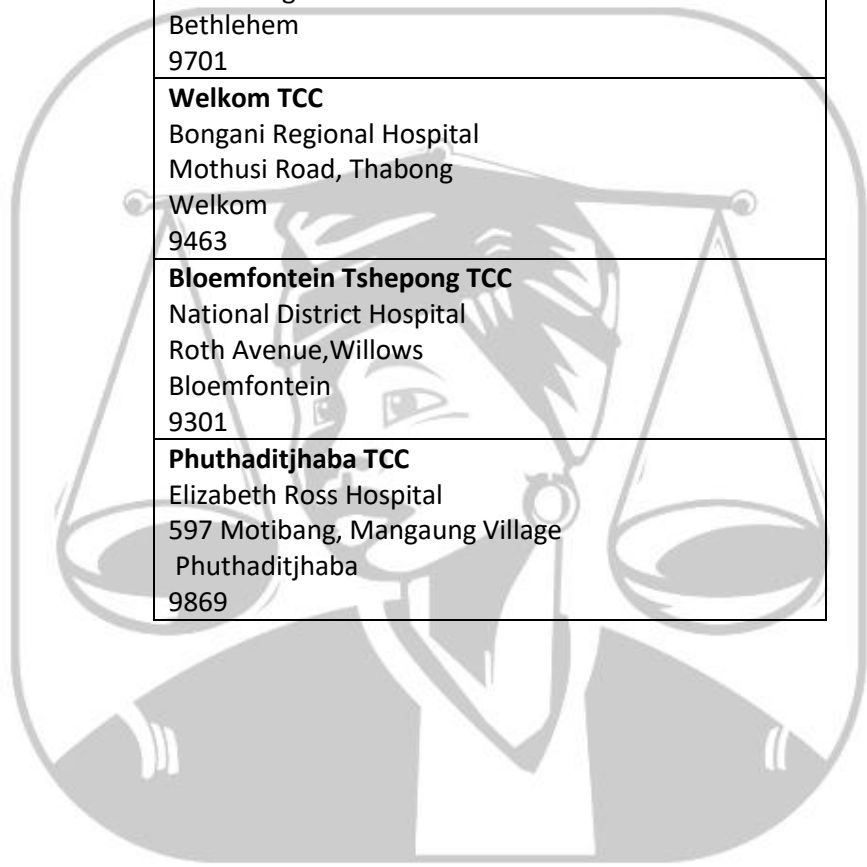 Bethlehem
9701
Welkom TCC
Bongani Regional Hospital
Mothusi Road, Thabong
Welkom
9463
Bloemfontein Tshepong TCC
National District Hospital
Roth Avenue,Willows
Bloemfontein
9301
Phuthaditjhaba TCC
Elizabeth Ross Hospital
597 Motibang, Mangaung Village
Phuthaditjhaba
9869